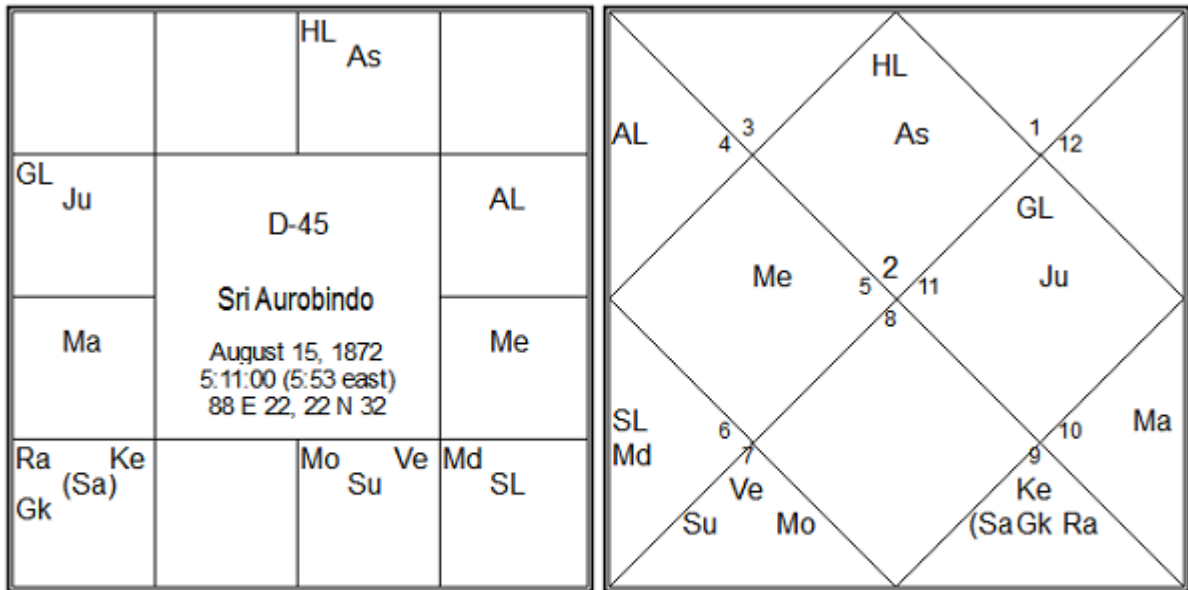 HL
As
GL
Ju
D-45
AL
Sri Aurobindo
Ma
August 15, 1872
5:11:00 (5:53 east)
88 E 22, 22 N 32
Me
Ra Ke
(Sa)
Gk
Mo Ve
Su
Md
SL
HL
AL
3
4
As
1
12
GL
Me
5
2
11
Ju
8
SL
Md
6
7
10
9
Ma
Ve
Su Mo
Ke
(Sa Gk Ra